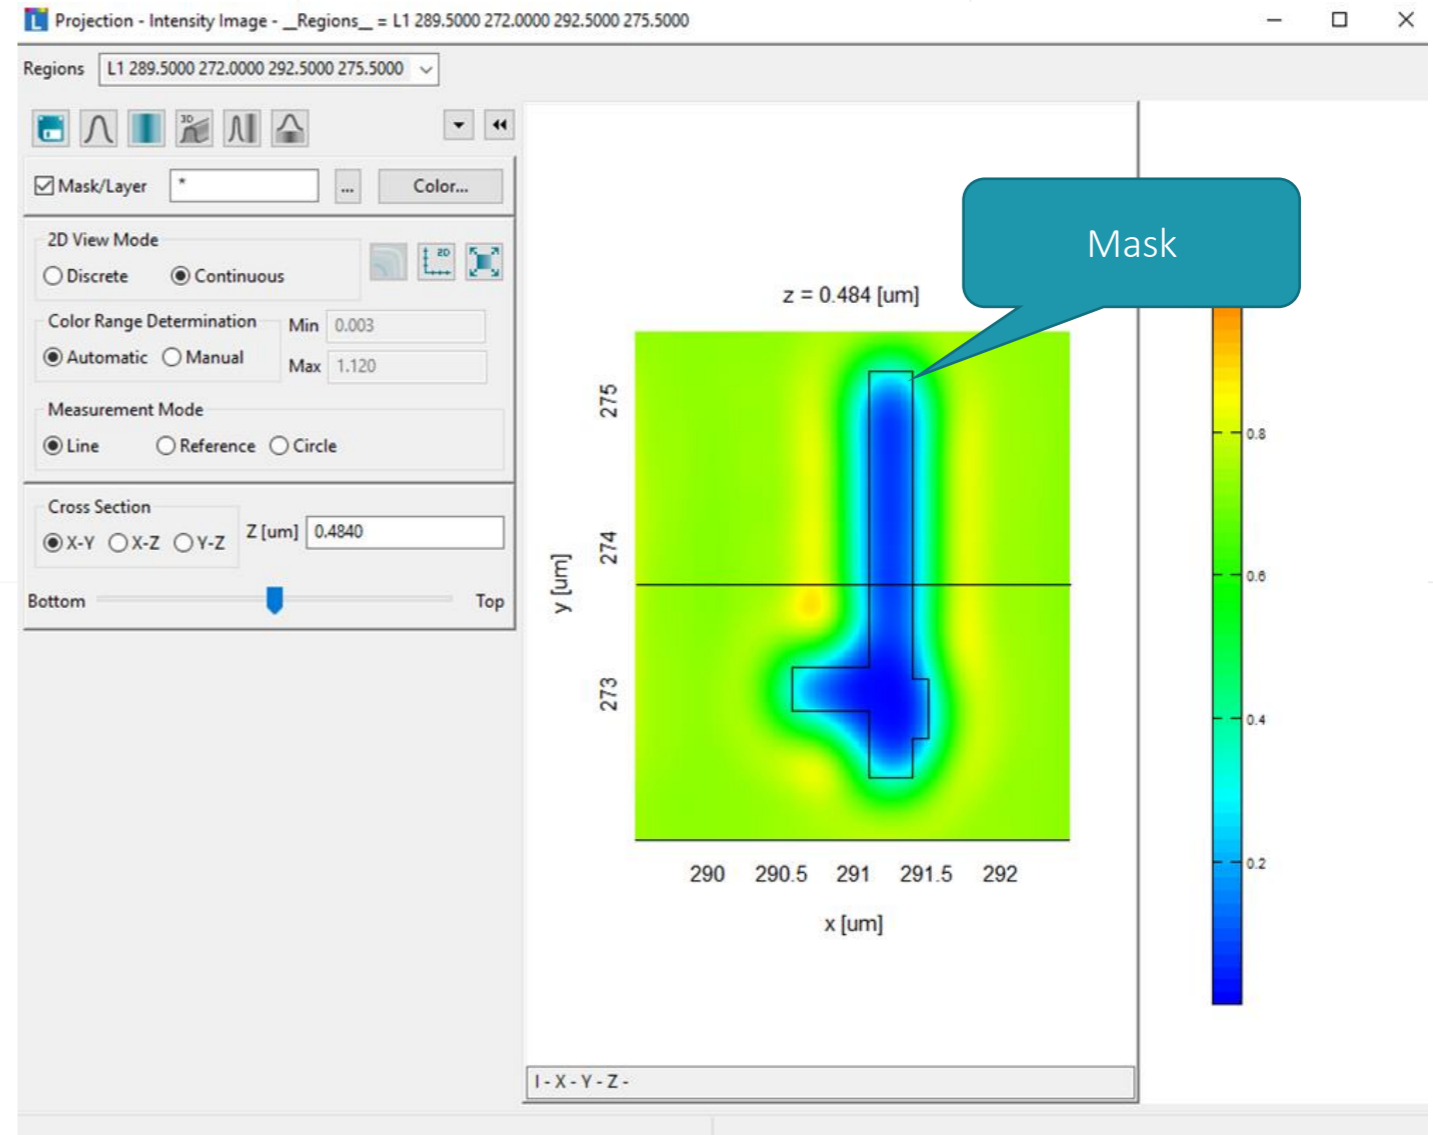 Projection - Intensity Image - __Regions__ = L1 289.5000 272.0000 292.5000 275.5000
Regions L1 289.5000 272.0000 292.5000 275.5000
3D
Mask/Layer * ... Color...
2D View Mode
2D
Discrete Continuous
Color Range Determination Min 0.003
Automatic Manual Max 1.120
Measurement Mode
Line Reference Circle
Cross Section
X-Y X-Z Y-Z Z [um] 0.4840
Bottom Top
Mask
z = 0.484 [um]
275
274
273
y [um]
290 290.5 291 291.5 292
x [um]
0.8
0.6
0.4
0.2
I - X - Y - Z -